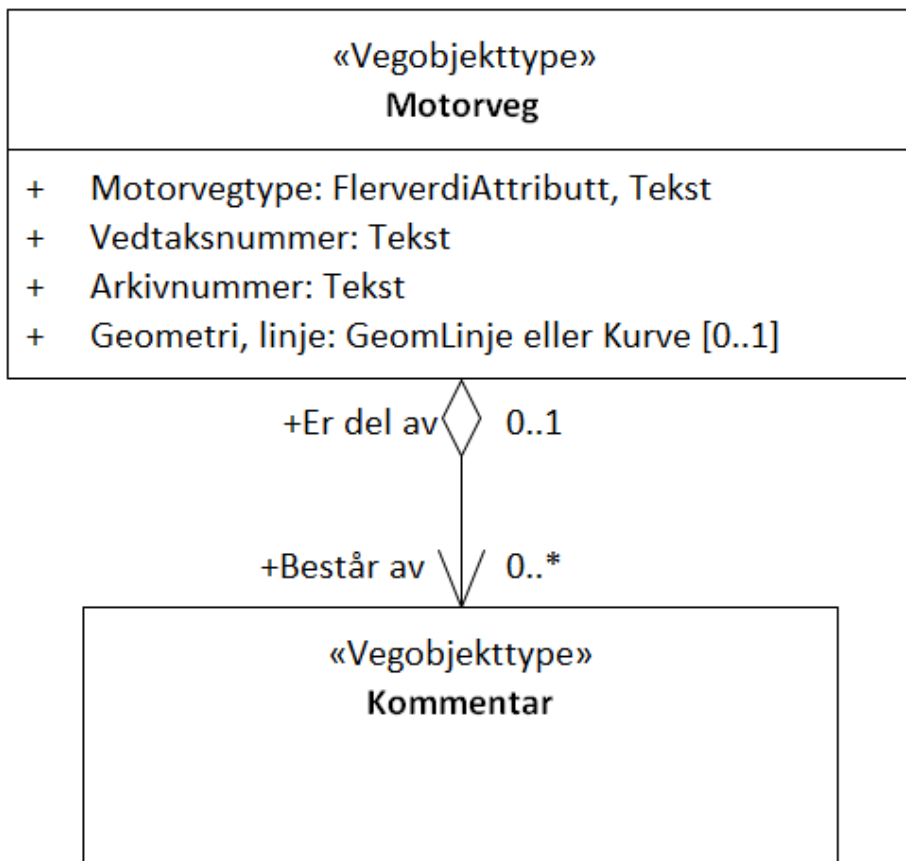 «Vegobjekttype»
Motorveg
+ Motorvegtype: FlerverdiAttributt, Tekst
+ Vedtaksnummer: Tekst
+ Arkivnummer: Tekst
+ Geometri, linje: GeomLinje eller Kurve [0..1]
+Er del av 0..1
+Består av 0..*
«Vegobjekttype»
Kommentar